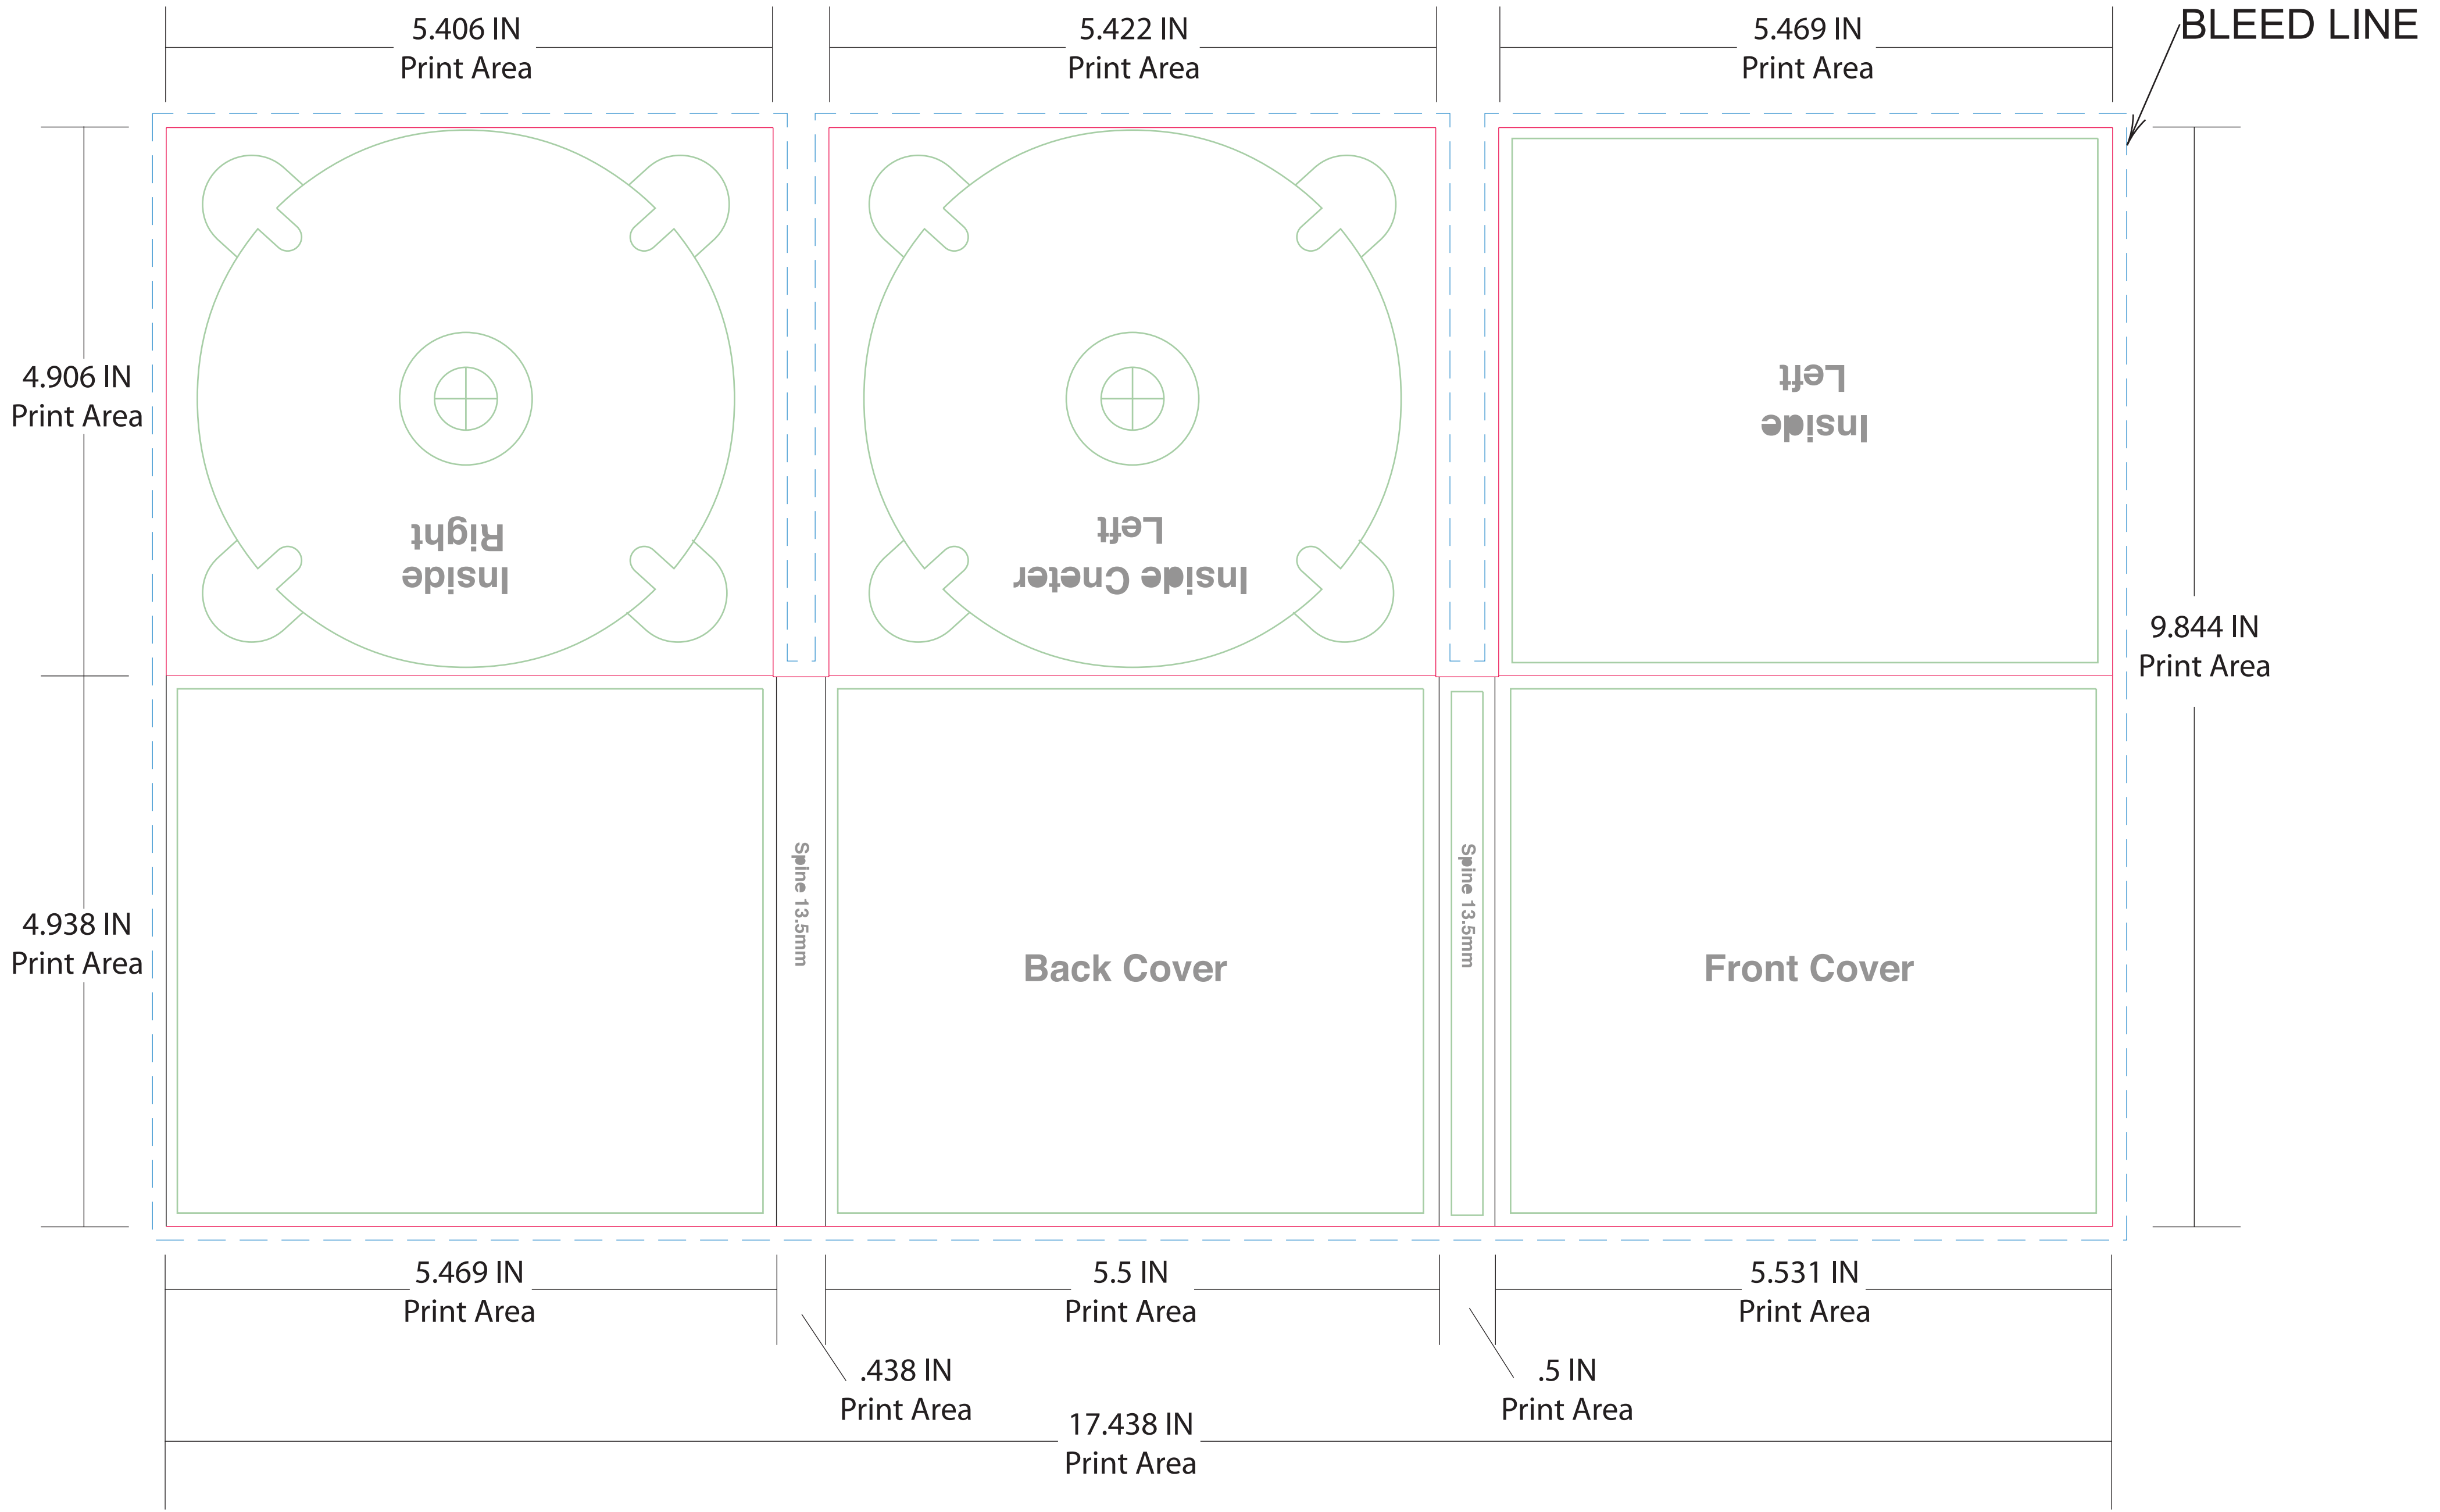 5.406 IN
Print Area
5.422 IN
Print Area
5.469 IN
Print Area
BLEED LINE
4.906 IN
Print Area
Inside
Right
Inside Cneter
Left
Inside
Left
9.844 IN
Print Area
4.938 IN
Print Area
Spine 13.5mm
Back Cover
Spine 13.5mm
Front Cover
5.469 IN
Print Area
5.5 IN
Print Area
5.531 IN
Print Area
.438 IN
Print Area
.5 IN
Print Area
17.438 IN
Print Area